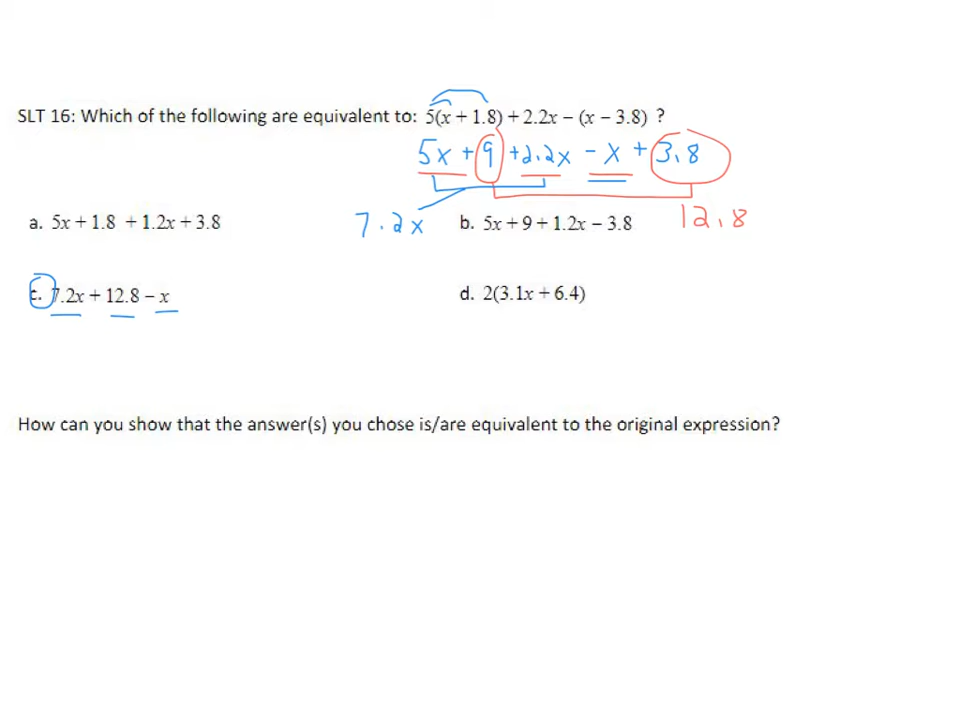 SLT 16: Which of the following are equivalent to: 5(x + 1.8) + 2.2x − (x − 3.8) ?
5x + 9 + 2.2x − x + 3.8
a. 5x + 1.8 + 1.2x + 3.8 7.2x b. 5x + 9 + 1.2x − 3.8 12.8
c. 7.2x + 12.8 − x d. 2(3.1x + 6.4)
How can you show that the answer(s) you chose is/are equivalent to the original expression?